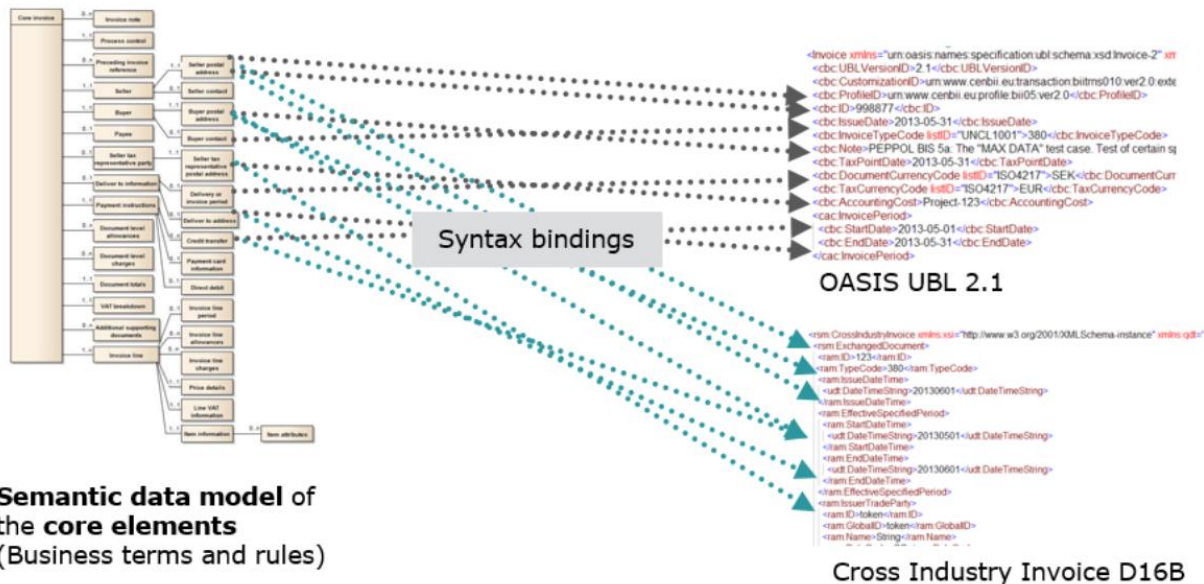 Core invoice
0..n
Invoice note
1..1
Process control
Preceding invoice
reference
1..1
Seller
1..1
Seller postal
address
Seller contact
Buyer
Buyer postal
address
Buyer contact
Payee
Seller tax
representative party
Seller tax
representative
postal address
Deliver to information
Delivery or
invoice period
Deliver to address
Payment instructions
Credit transfer
Payment card
information
Direct debit
Document level
allowances
Document level
charges
Document totals
VAT breakdown
Additional supporting
documents
Invoice line
Invoice line
period
Invoice line
allowances
Invoice line
charges
Price details
Line VAT
information
Item information
0..n
Item attributes
Semantic data model of
the core elements
(Business terms and rules)
Syntax bindings
<Invoice xmlns="urn:oasis:names:specification:ubl:schema:xsd:Invoice-2" xm
<cbc:UBLVersionID>2.1</cbc:UBLVersionID>
<cbc:CustomizationID>urn:www.cenbii.eu:transaction:biitrns010:ver2.0:exte
<cbc:ProfileID>urn:www.cenbii.eu:profile:bii05:ver2.0</cbc:ProfileID>
<cbc:ID>998877</cbc:ID>
<cbc:IssueDate>2013-05-31</cbc:IssueDate>
<cbc:InvoiceTypeCode listID="UNCL1001">380</cbc:InvoiceTypeCode>
<cbc:Note>PEPPOL BIS 5a: The "MAX DATA" test case. Test of certain sp
<cbc:TaxPointDate>2013-05-31</cbc:TaxPointDate>
<cbc:DocumentCurrencyCode listID="ISO4217">SEK</cbc:DocumentCurr
<cbc:TaxCurrencyCode listID="ISO4217">EUR</cbc:TaxCurrencyCode>
<cbc:AccountingCost>Project-123</cbc:AccountingCost>
<cac:InvoicePeriod>
<cbc:StartDate>2013-05-01</cbc:StartDate>
<cbc:EndDate>2013-05-31</cbc:EndDate>
</cac:InvoicePeriod>
OASIS UBL 2.1
<rsm:CrossIndustryInvoice xmlns:xsi="http://www.w3.org/2001/XMLSchema-instance" xmlns:qdt="
<rsm:ExchangedDocument>
<ram:ID>123</ram:ID>
<ram:TypeCode>380</ram:TypeCode>
<ram:IssueDateTime>
<udt:DateTimeString>20130601</udt:DateTimeString>
</ram:IssueDateTime>
<ram:EffectiveSpecifiedPeriod>
<ram:StartDateTime>
<udt:DateTimeString>20130501</udt:DateTimeString>
</ram:StartDateTime>
<ram:EndDateTime>
<udt:DateTimeString>20130601</udt:DateTimeString>
</ram:EndDateTime>
</ram:EffectiveSpecifiedPeriod>
<ram:IssuerTradeParty>
<ram:ID>token</ram:ID>
<ram:GlobalID>token</ram:GlobalID>
<ram:Name>String</ram:Name>
Cross Industry Invoice D16B